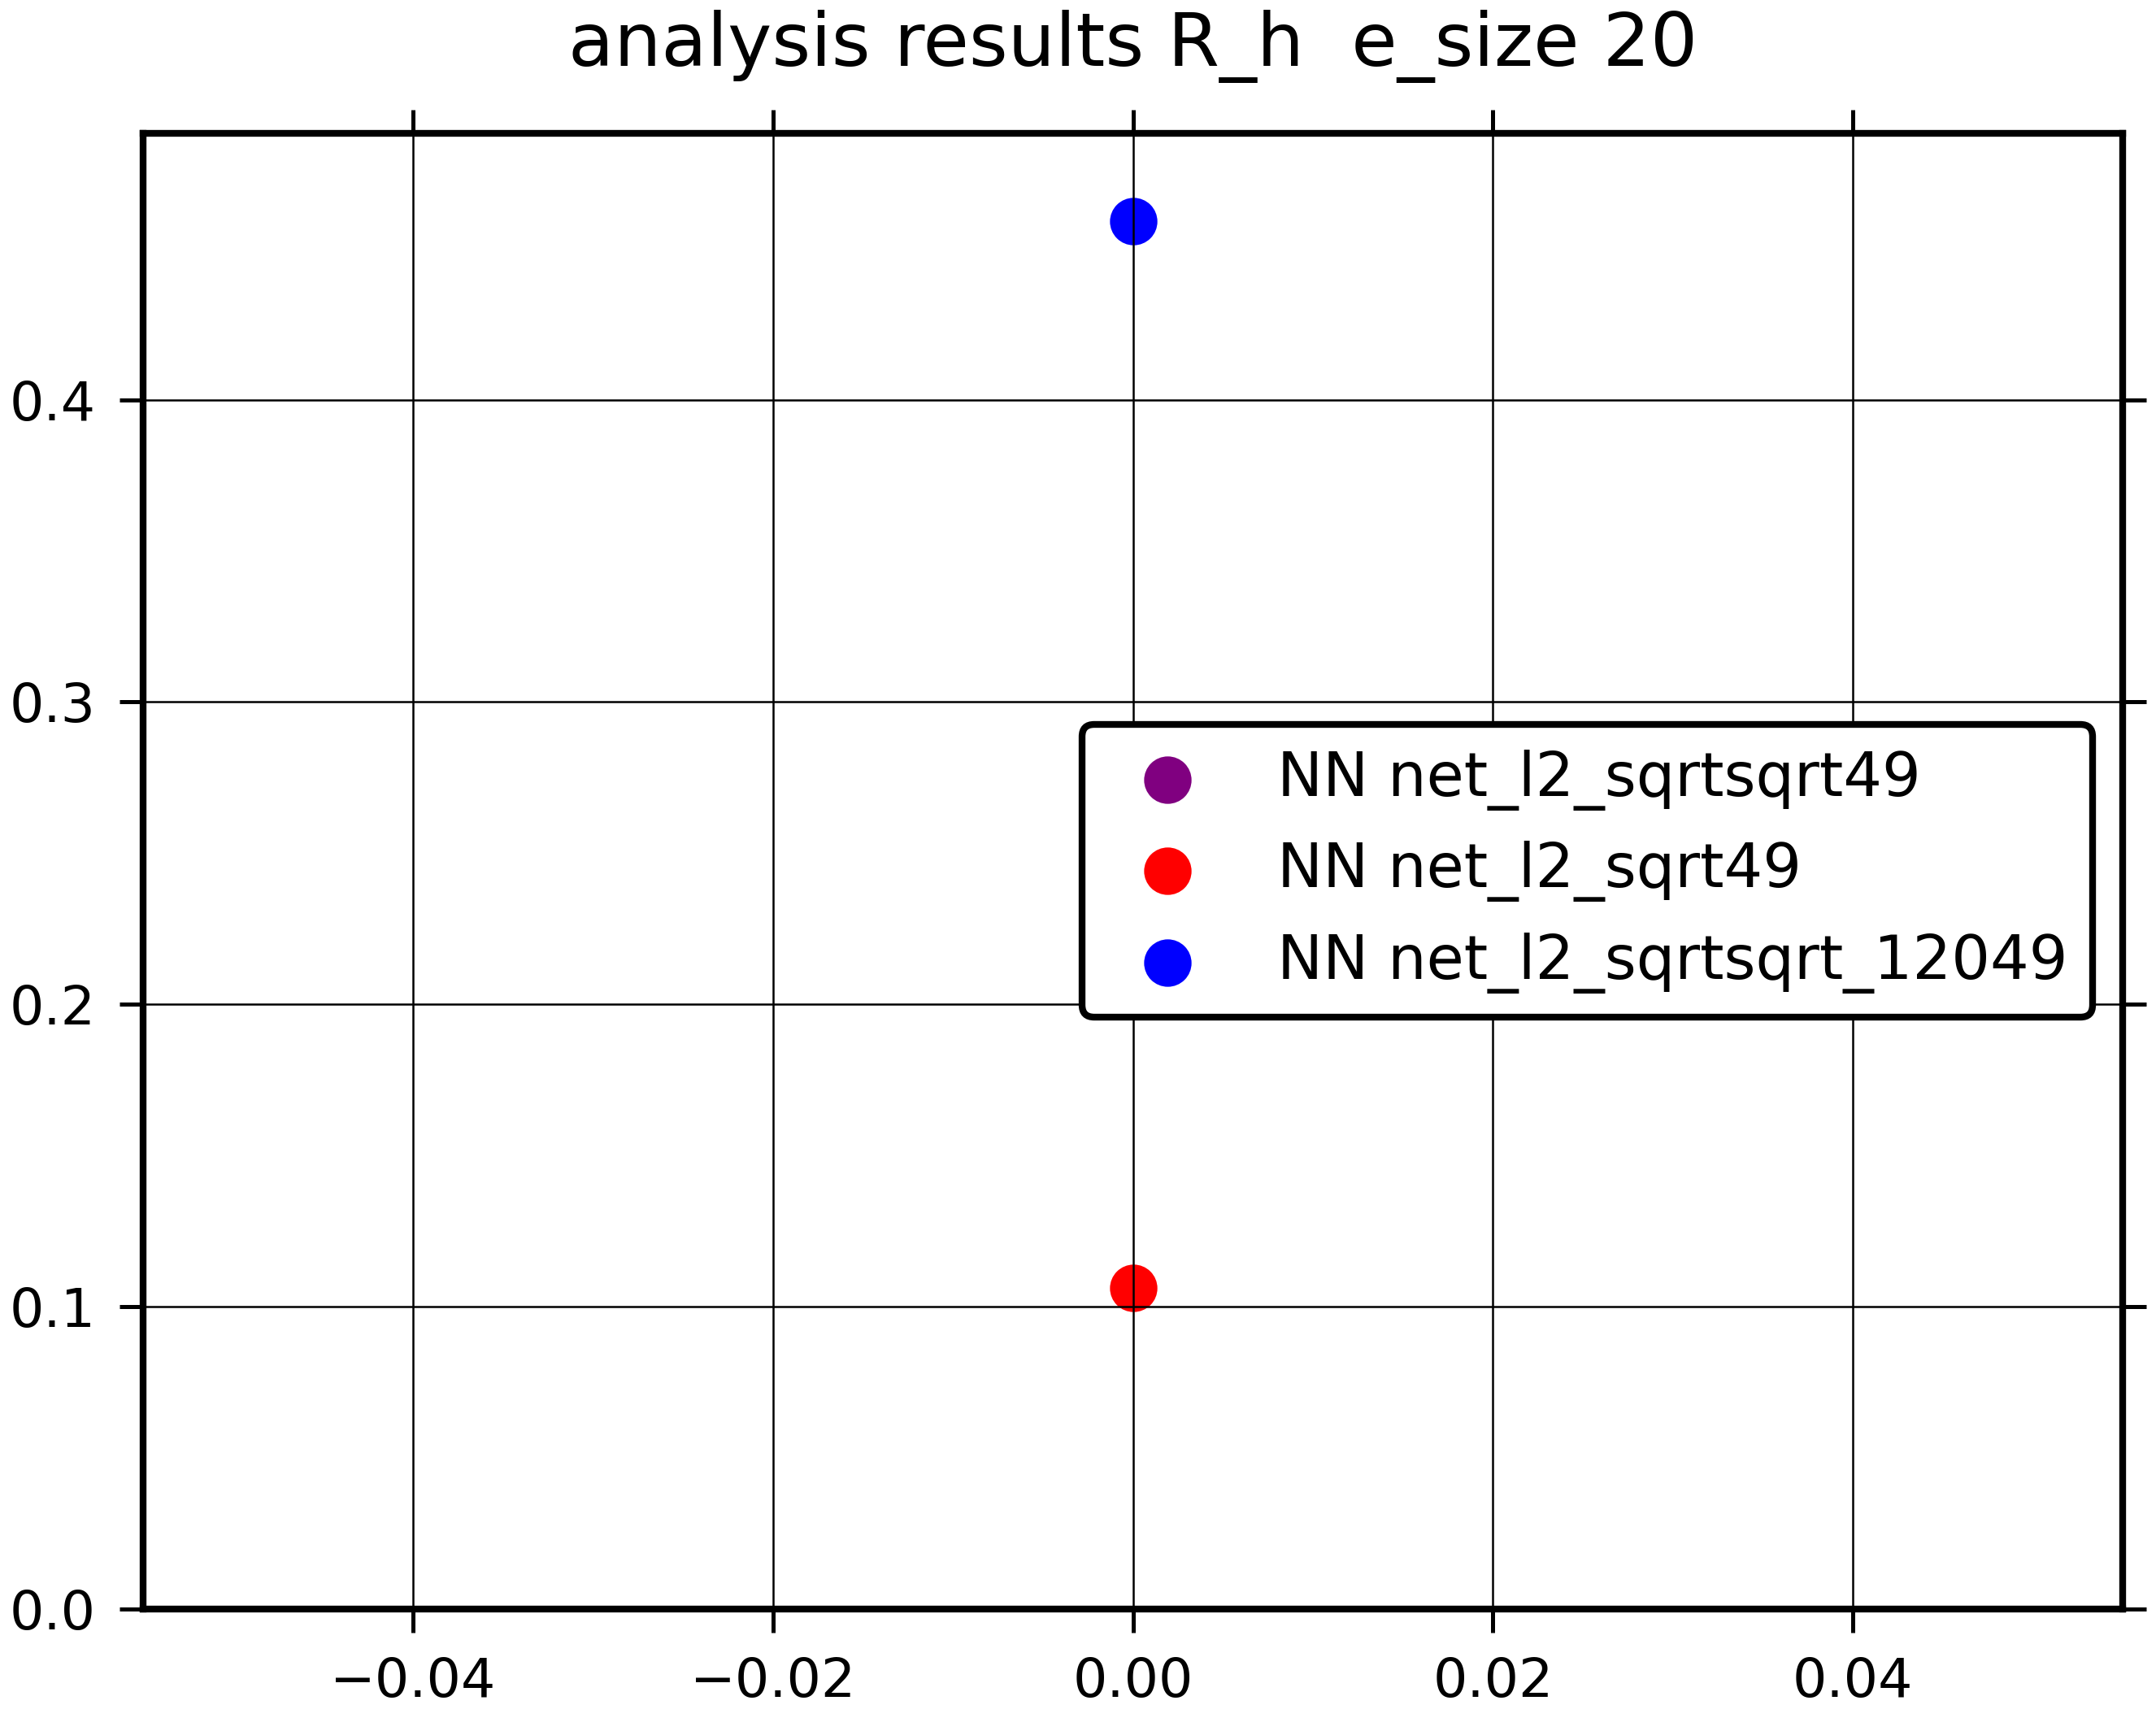 analysis results R_h  e_size 20
0.4
0.3
0.2
0.1
0.0
NN net_l2_sqrtsqrt49
NN net_l2_sqrt49
NN net_l2_sqrtsqrt_12049
−0.04 −0.02 0.00 0.02 0.04